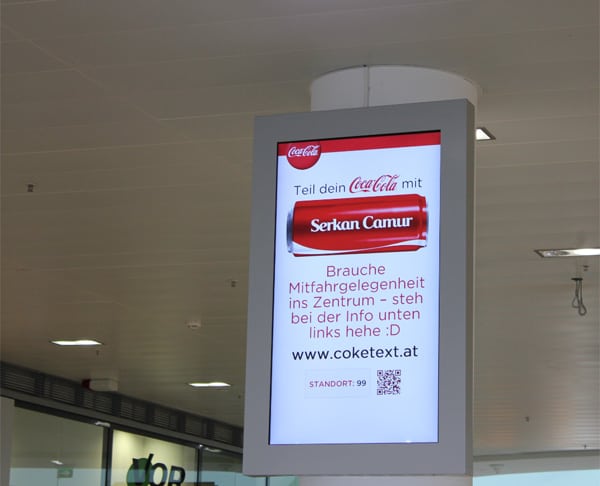 Coca-Cola
Teil dein Coca-Cola mit
Serkan Camur
Brauche
Mitfahrgelegenheit
ins Zentrum – steh
bei der Info unten
links hehe :D
www.coketext.at
STANDORT: 99